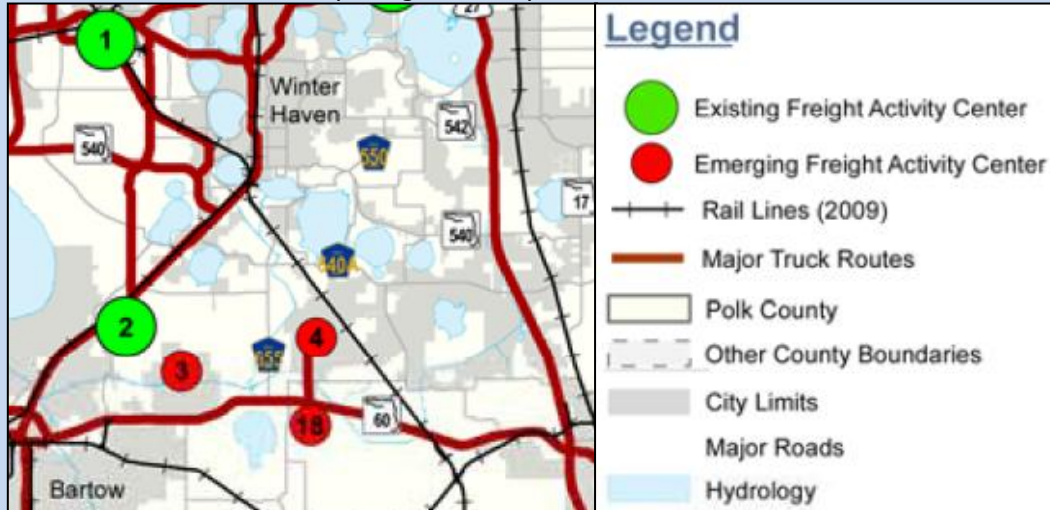 27
1
Winter
Haven
542
540
550
17
540
640A
2
4
3
655
60
18
Bartow
Legend
Existing Freight Activity Center
Emerging Freight Activity Center
Rail Lines (2009)
Major Truck Routes
Polk County
Other County Boundaries
City Limits
Major Roads
Hydrology